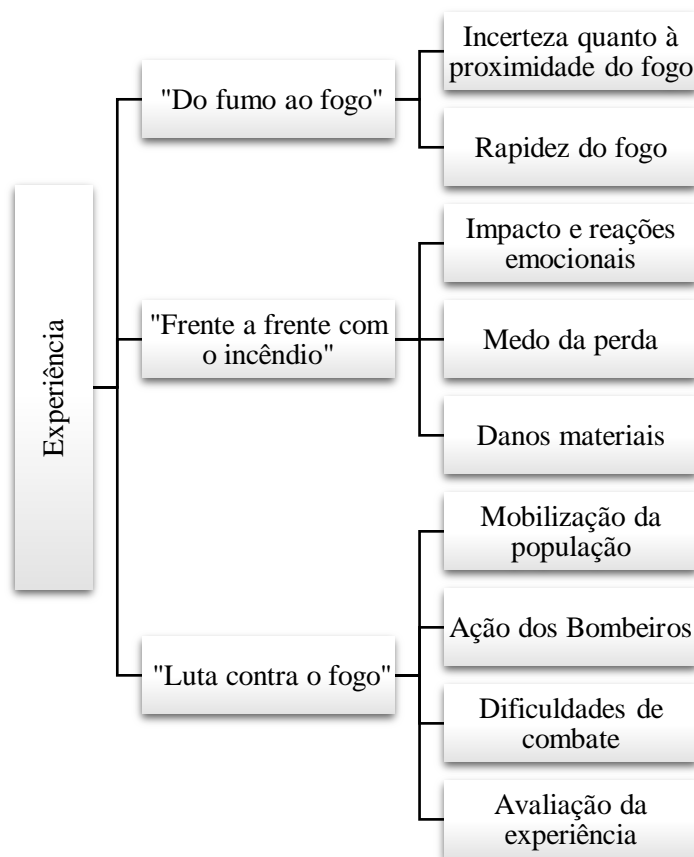 Experiência
"Do fumo ao fogo"
Incerteza quanto à
proximidade do fogo
Rapidez do fogo
"Frente a frente com
o incêndio"
Impacto e reações
emocionais
Medo da perda
Danos materiais
"Luta contra o fogo"
Mobilização da
população
Ação dos Bombeiros
Dificuldades de
combate
Avaliação da
experiência